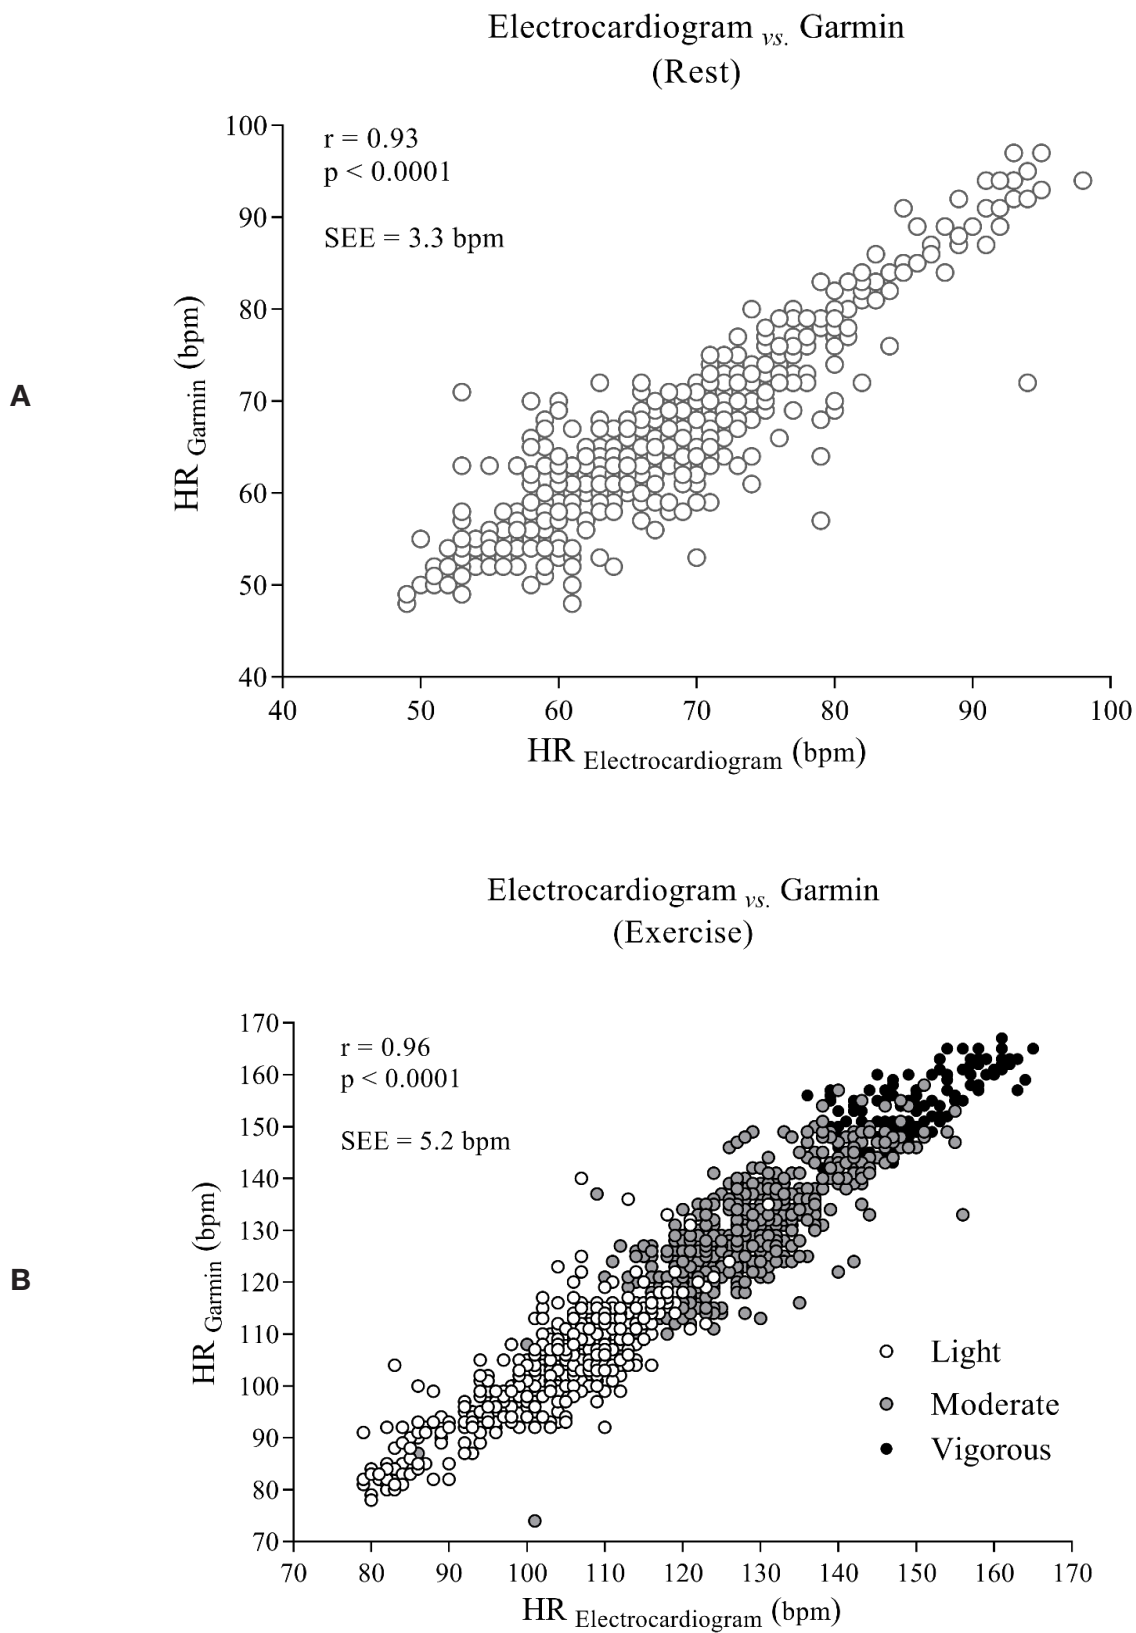 Electrocardiogram vs. Garmin
(Rest)
r = 0.93
p < 0.0001
SEE = 3.3 bpm
A
HR Garmin (bpm)
100
90
80
70
60
50
40
40 50 60 70 80 90 100
HR Electrocardiogram (bpm)
Electrocardiogram vs. Garmin
(Exercise)
r = 0.96
p < 0.0001
SEE = 5.2 bpm
B
HR Garmin (bpm)
170
160
150
140
130
120
110
100
90
80
70
Light
Moderate
Vigorous
70 80 90 100 110 120 130 140 150 160 170
HR Electrocardiogram (bpm)